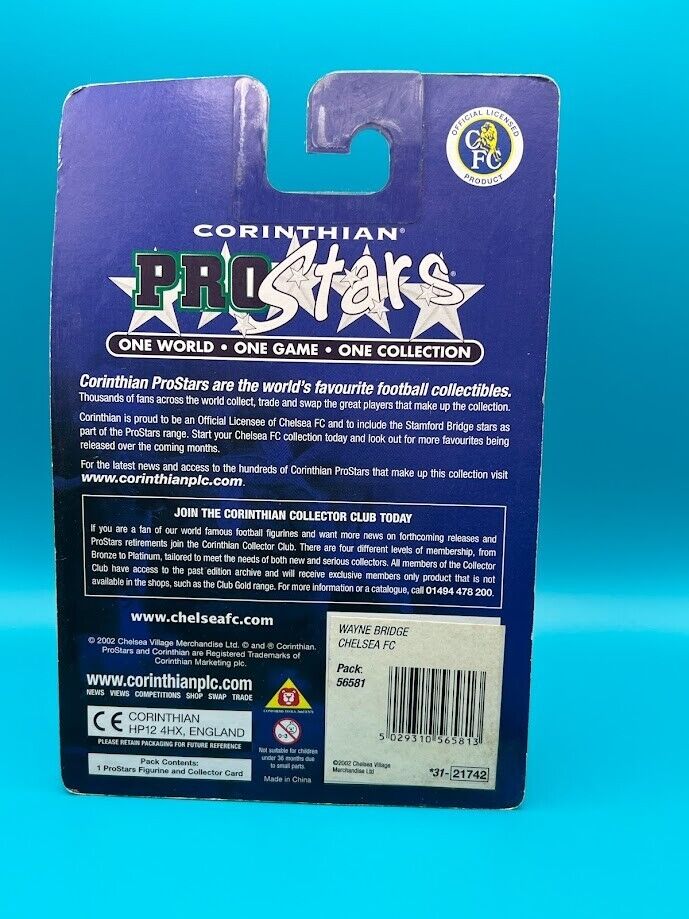 OFFICIAL LICENSED
CFC
PRODUCT
CORINTHIAN®
PROStars®
ONE WORLD • ONE GAME • ONE COLLECTION
Corinthian ProStars are the world's favourite football collectibles.
Thousands of fans across the world collect, trade and swap the great players that make up the collection.
Corinthian is proud to be an Official Licensee of Chelsea FC and to include the Stamford Bridge stars as
part of the ProStars range. Start your Chelsea FC collection today and look out for more favourites being
released over the coming months.
For the latest news and access to the hundreds of Corinthian ProStars that make up this collection visit
www.corinthianplc.com.
JOIN THE CORINTHIAN COLLECTOR CLUB TODAY
If you are a fan of our world famous football figurines and want more news on forthcoming releases and
ProStars retirements join the Corinthian Collector Club. There are four different levels of membership, from
Bronze to Platinum, tailored to meet the needs of both new and serious collectors. All members of the Collector
Club have access to the past edition archive and will receive exclusive members only product that is not
available in the shops, such as the Club Gold range. For more information or a catalogue, call 01494 478 200.
www.chelseafc.com
© 2002 Chelsea Village Merchandise Ltd. © and ® Corinthian.
ProStars and Corinthian are Registered Trademarks of
Corinthian Marketing plc.
www.corinthianplc.com
NEWS VIEWS COMPETITIONS SHOP SWAP TRADE
CE CORINTHIAN
HP12 4HX, ENGLAND
PLEASE RETAIN PACKAGING FOR FUTURE REFERENCE
Pack Contents:
1 ProStars Figurine and Collector Card
0-3
Not suitable for children
under 36 months due
to small parts.
Made in China
WAYNE BRIDGE
CHELSEA FC
Pack:
56581
5 029310 565813
©2002 Chelsea Village
Merchandise Ltd
*31-21742